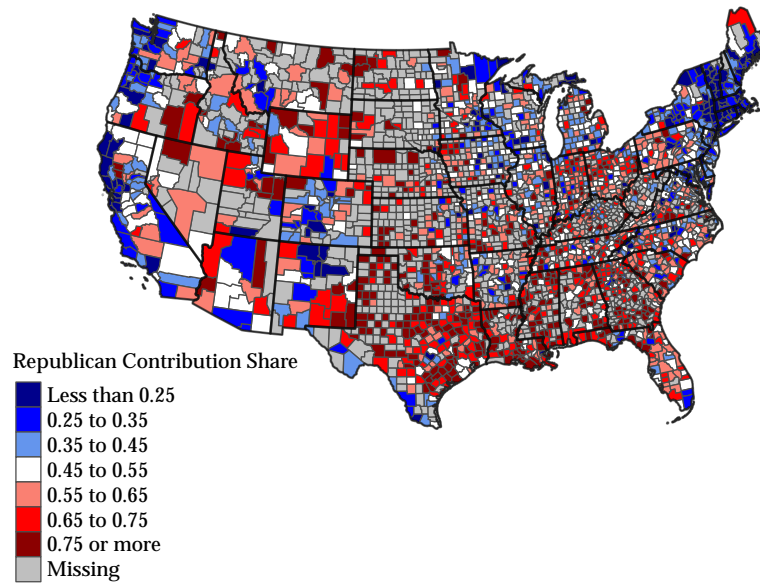 Republican Contribution Share
Less than 0.25
0.25 to 0.35
0.35 to 0.45
0.45 to 0.55
0.55 to 0.65
0.65 to 0.75
0.75 or more
Missing